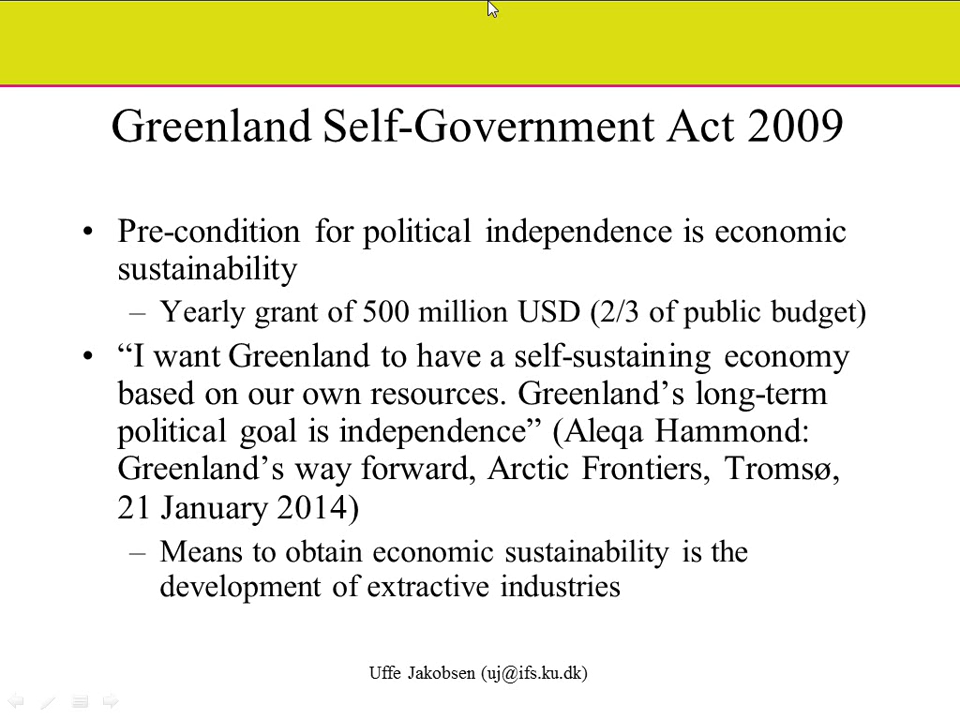 Greenland Self-Government Act 2009
• Pre-condition for political independence is economic
sustainability
– Yearly grant of 500 million USD (2/3 of public budget)
• “I want Greenland to have a self-sustaining economy
based on our own resources. Greenland’s long-term
political goal is independence” (Aleqa Hammond:
Greenland’s way forward, Arctic Frontiers, Tromsø,
21 January 2014)
– Means to obtain economic sustainability is the
development of extractive industries
Uffe Jakobsen (uj@ifs.ku.dk)